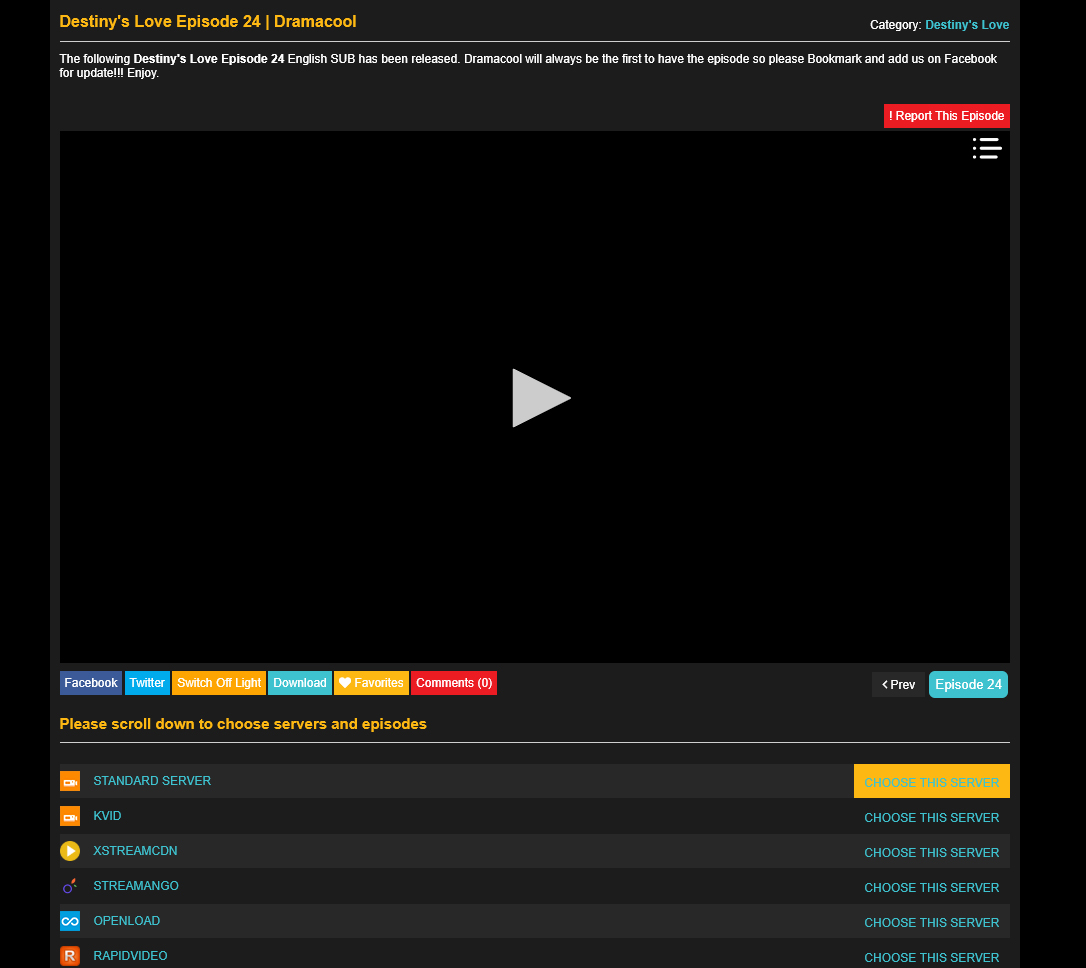 Destiny's Love Episode 24 | Dramacool
Category: Destiny's Love
The following Destiny's Love Episode 24 English SUB has been released. Dramacool will always be the first to have the episode so please Bookmark and add us on Facebook
for update!!! Enjoy.
! Report This Episode
Facebook Twitter Switch Off Light Download Favorites Comments (0) < Prev Episode 24
Please scroll down to choose servers and episodes
STANDARD SERVER CHOOSE THIS SERVER
KVID CHOOSE THIS SERVER
XSTREAMCDN CHOOSE THIS SERVER
STREAMANGO CHOOSE THIS SERVER
OPENLOAD CHOOSE THIS SERVER
R RAPIDVIDEO CHOOSE THIS SERVER